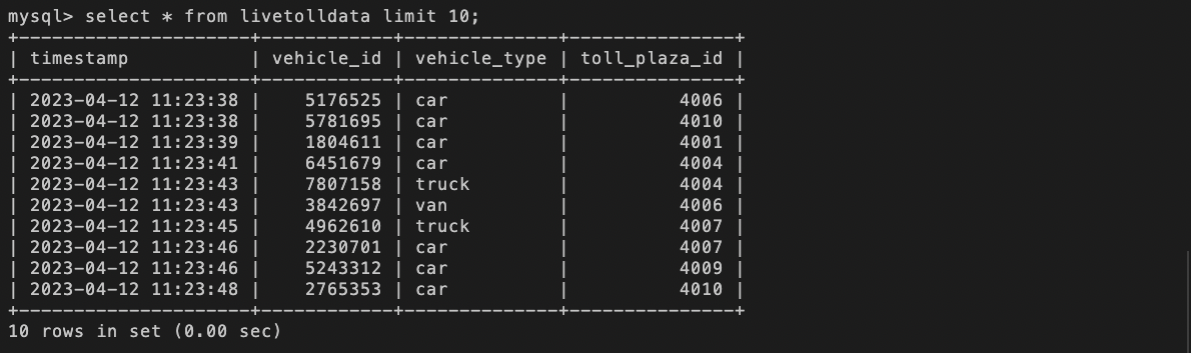 mysql> select * from livetolldata limit 10;
+---------------------+------------+--------------+---------------+
| timestamp           | vehicle_id | vehicle_type | toll_plaza_id |
+---------------------+------------+--------------+---------------+
| 2023-04-12 11:23:38 |    5176525 | car          |          4006 |
| 2023-04-12 11:23:38 |    5781695 | car          |          4010 |
| 2023-04-12 11:23:39 |    1804611 | car          |          4001 |
| 2023-04-12 11:23:41 |    6451679 | car          |          4004 |
| 2023-04-12 11:23:43 |    7807158 | truck        |          4004 |
| 2023-04-12 11:23:43 |    3842697 | van          |          4006 |
| 2023-04-12 11:23:45 |    4962610 | truck        |          4007 |
| 2023-04-12 11:23:46 |    2230701 | car          |          4007 |
| 2023-04-12 11:23:46 |    5243312 | car          |          4009 |
| 2023-04-12 11:23:48 |    2765353 | car          |          4010 |
+---------------------+------------+--------------+---------------+
10 rows in set (0.00 sec)